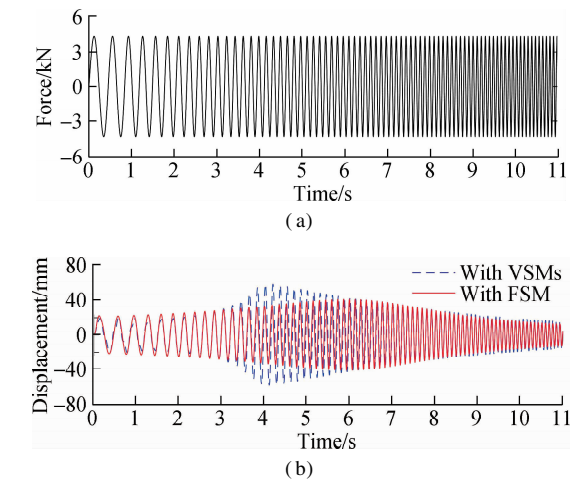 6
3
0
−3
−6
Force/kN
0 1 2 3 4 5 6 7 8 9 10 11
Time/s
(a)
80
40
0
−40
−80
Displacement/mm
With VSMs
With FSM
0 1 2 3 4 5 6 7 8 9 10 11
Time/s
(b)